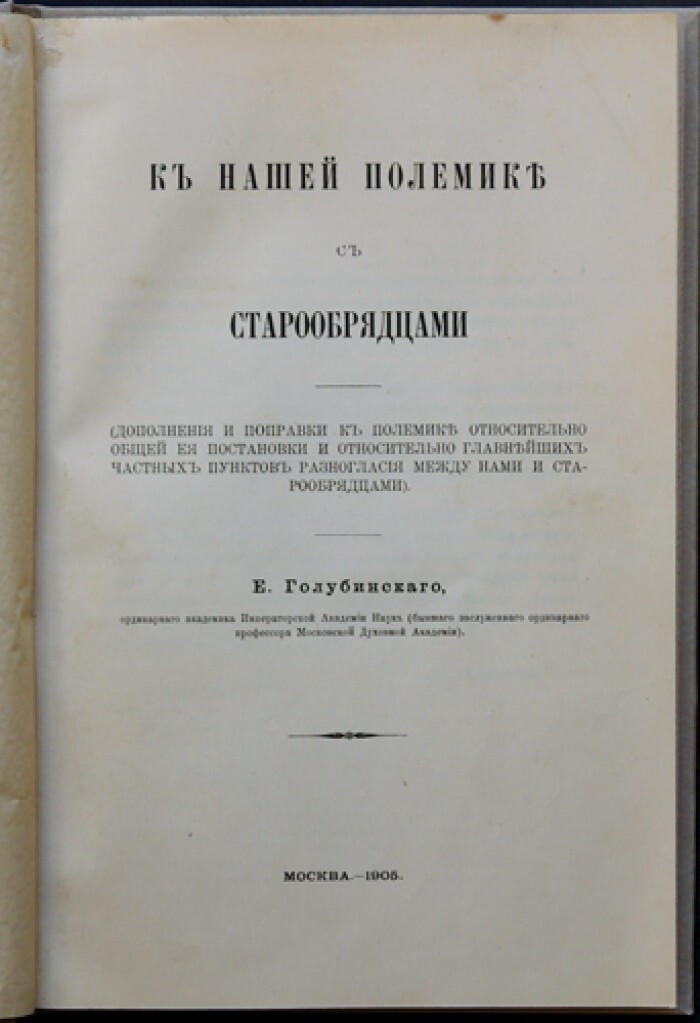 КЪ НАШЕЙ ПОЛЕМИКѢ
СЪ
СТАРООБРЯДЦАМИ
(ДОПОЛНЕНІЯ И ПОПРАВКИ КЪ ПОЛЕМИКѢ ОТНОСИТЕЛЬНО
ОБЩЕЙ ЕЯ ПОСТАНОВКИ И ОТНОСИТЕЛЬНО ГЛАВНѢЙШИХЪ
ЧАСТНЫХЪ ПУНКТОВЪ РАЗНОГЛАСІЯ МЕЖДУ НАМИ И СТА-
РООБРЯДЦАМИ).
Е. Голубинскаго,
ординарнаго академика Императорской Академіи Наукъ (бывшаго заслуженнаго ординарнаго
профессора Московской Духовной Академіи).
МОСКВА.—1905.